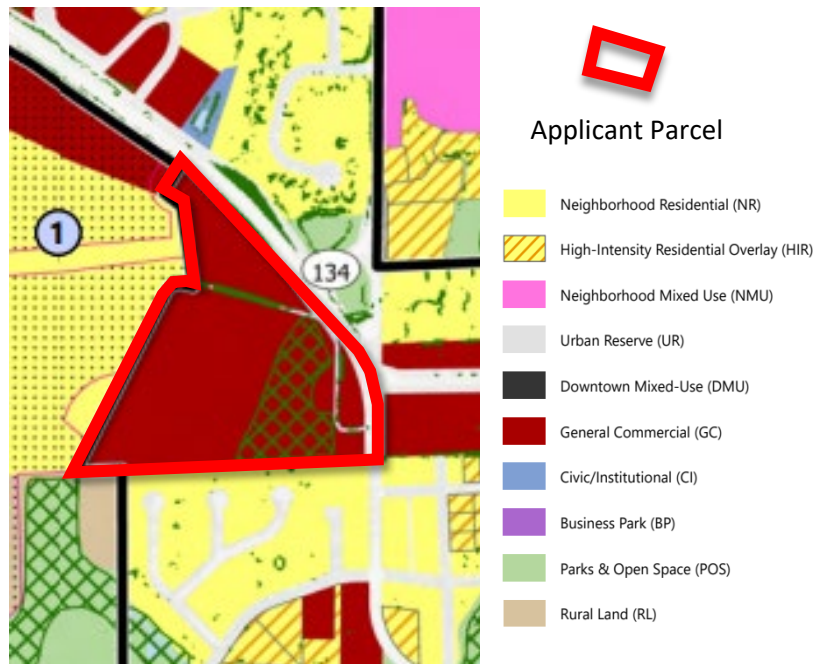 1
134
Applicant Parcel
Neighborhood Residential (NR)
High-Intensity Residential Overlay (HIR)
Neighborhood Mixed Use (NMU)
Urban Reserve (UR)
Downtown Mixed-Use (DMU)
General Commercial (GC)
Civic/Institutional (CI)
Business Park (BP)
Parks & Open Space (POS)
Rural Land (RL)